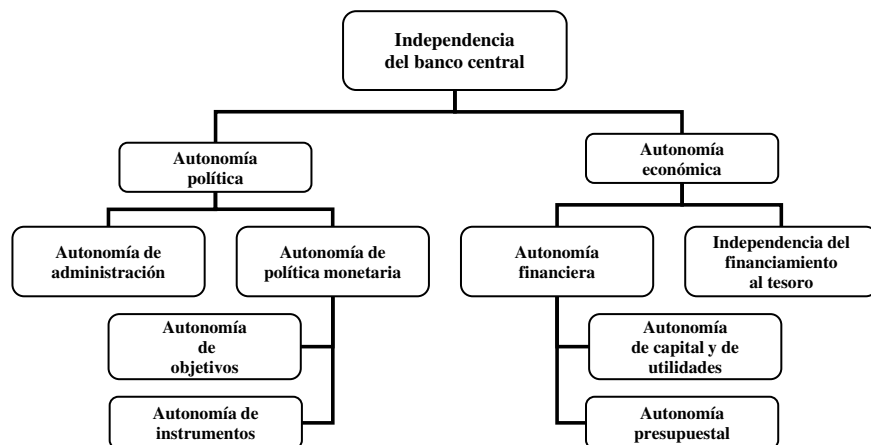 Independencia
del banco central
Autonomía
política
Autonomía
económica
Autonomía de
administración
Autonomía de
política monetaria
Autonomía
financiera
Independencia del
financiamiento
al tesoro
Autonomía
de
objetivos
Autonomía
de capital y de
utilidades
Autonomía de
instrumentos
Autonomía
presupuestal